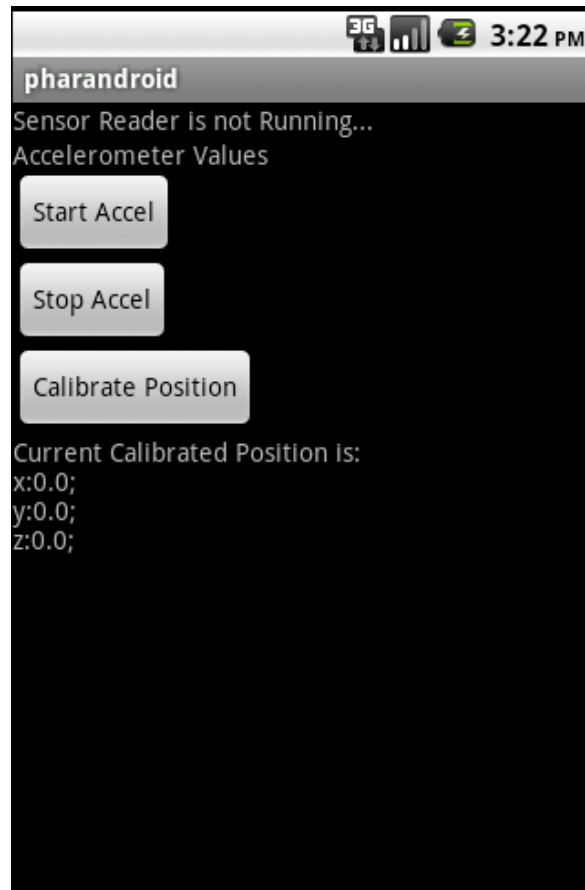 3G 3:22 PM
pharandroid
Sensor Reader is not Running...
Accelerometer Values
Start Accel
Stop Accel
Calibrate Position
Current Calibrated Position is:
x:0.0;
y:0.0;
z:0.0;